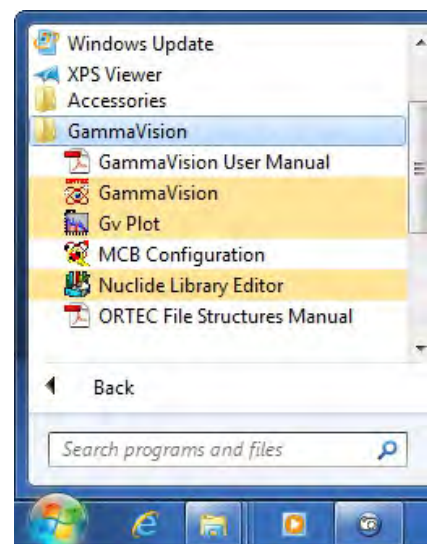 Windows Update
XPS Viewer
Accessories
GammaVision
GammaVision User Manual
GammaVision
Gv Plot
MCB Configuration
Nuclide Library Editor
ORTEC File Structures Manual
Back
Search programs and files